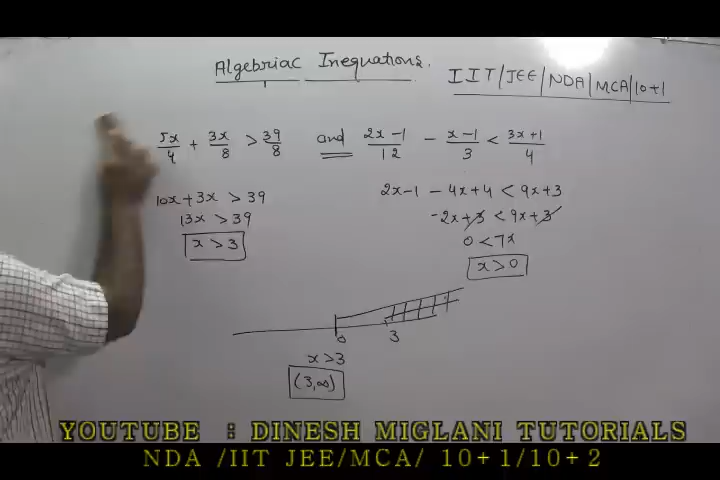 Algebriac Inequations.
IIT/JEE/NDA/MCA/10+1
5x/4 + 3x/8 > 39/8 and (2x-1)/12 - (x-1)/3 < (3x+1)/4
10x+3x > 39
13x > 39
x > 3
2x-1 - 4x+4 < 9x+3
-2x+3 < 9x+3
0 < 7x
x > 0
0 3
x > 3
(3,∞)
YOUTUBE : DINESH MIGLANI TUTORIALS
NDA /IIT JEE/MCA/ 10+1/10+2